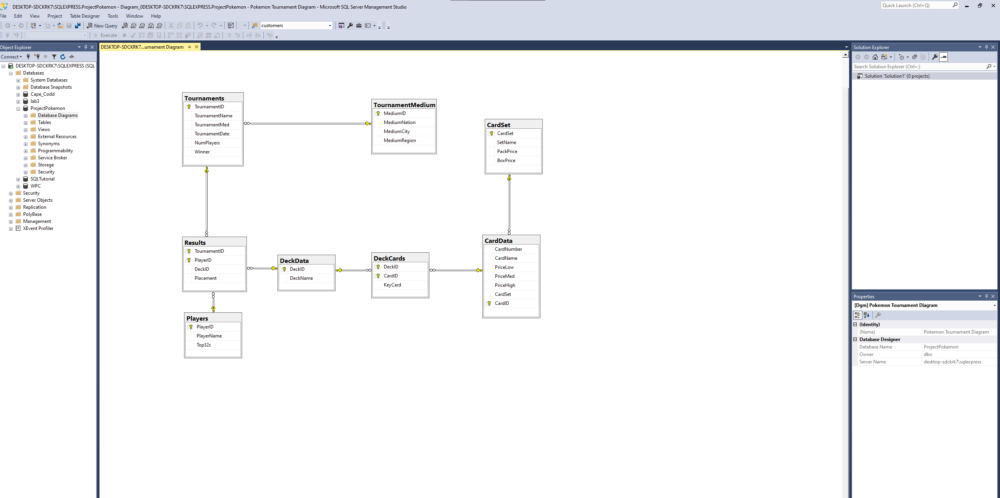 DESKTOP-SDCKRK7\SQLEXPRESS.ProjectPokemon - Diagram_0DESKTOP-SDCKRK7\SQLEXPRESS.ProjectPokemon - Pokemon Tournament Diagram - Microsoft SQL Server Management Studio
Quick Launch (Ctrl+Q)
File Edit View Project Table Designer Tools Window Help
New Query MDX DMX XMLA DAX customers
Execute
Object Explorer
Connect
DESKTOP-SDCKRK7\SQLEXPRESS (SQL
Databases
System Databases
Database Snapshots
Cape_Codd
lab3
ProjectPokemon
Database Diagrams
Tables
Views
External Resources
Synonyms
Programmability
Service Broker
Storage
Security
SQLTutorial
WPC
Security
Server Objects
Replication
PolyBase
Management
XEvent Profiler
DESKTOP-SDCKRK7...urnament Diagram
Tournaments
TournamentID
TournamentName
TournamentMed
TournamentDate
NumPlayers
Winner
TournamentMedium
MediumID
MediumNation
MediumCity
MediumRegion
CardSet
CardSet
SetName
PackPrice
BoxPrice
Results
TournamentID
PlayerID
DeckID
Placement
DeckData
DeckID
DeckName
DeckCards
DeckID
CardID
KeyCard
CardData
CardNumber
CardName
PriceLow
PriceMed
PriceHigh
CardSet
CardID
Players
PlayerID
PlayerName
Top32s
Solution Explorer
Search Solution Explorer (Ctrl+;)
Solution 'Solution1' (0 projects)
Properties
[Dgm] Pokemon Tournament Diagram
(Identity)
(Name) Pokemon Tournament Diagram
Database Designer
Database Name ProjectPokemon
Owner dbo
Server Name desktop-sdckrk7\sqlexpress